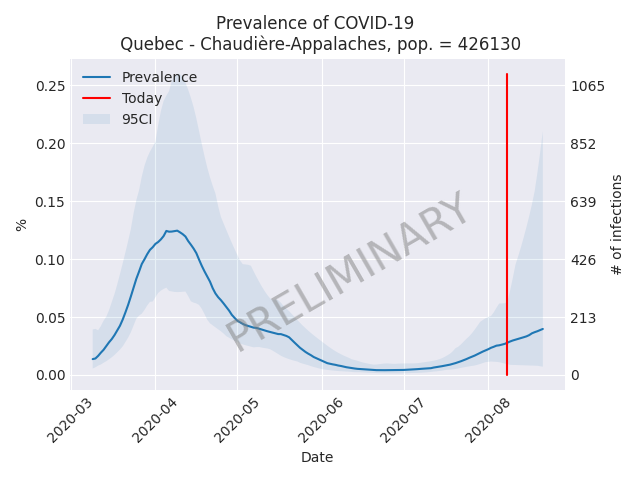 Prevalence of COVID-19
Quebec - Chaudière-Appalaches, pop. = 426130
Prevalence
Today
95CI
0.25
0.20
0.15
0.10
0.05
0.00
%
1065
852
639
426
213
0
# of infections
PRELIMINARY
2020-03
2020-04
2020-05
2020-06
2020-07
2020-08
Date